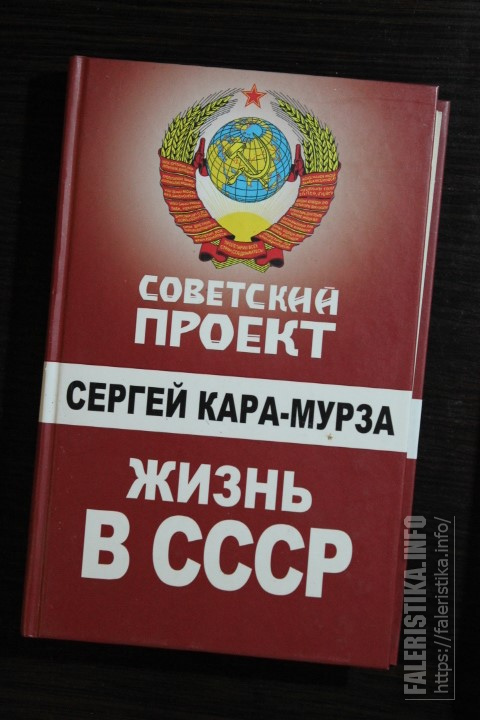 СОВЕТСКИЙ
ПРОЕКТ
СЕРГЕЙ КАРА-МУРЗА
ЖИЗНЬ
В СССР
FALERISTIKA.INFO
https://faleristika.info/